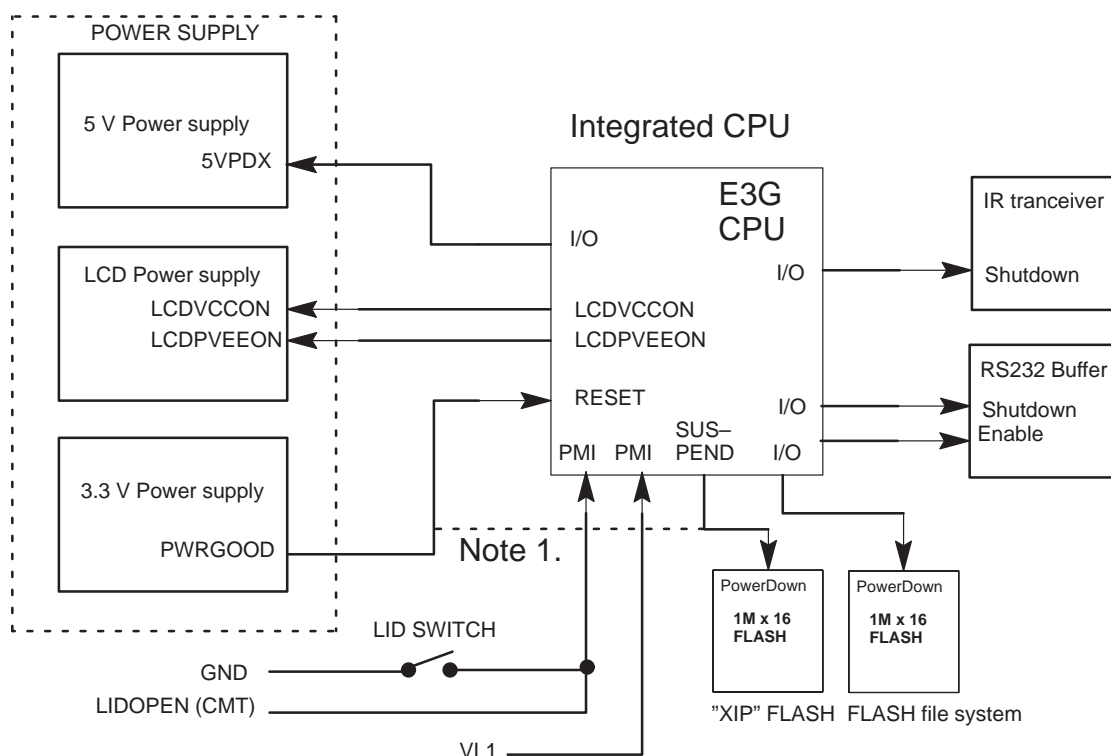 POWER SUPPLY
5 V Power supply
5VPDX
LCD Power supply
LCDVCCON
LCDPVEEON
3.3 V Power supply
PWRGOOD
Integrated CPU
E3G
CPU
I/O
I/O
LCDVCCON
LCDPVEEON
RESET
I/O
SUS–
PEND
PMI
PMI
I/O
IR tranceiver
Shutdown
RS232 Buffer
Shutdown
Enable
Note 1.
PowerDown
1M x 16
FLASH
PowerDown
1M x 16
FLASH
”XIP” FLASH
FLASH file system
LID SWITCH
GND
LIDOPEN (CMT)
VL1